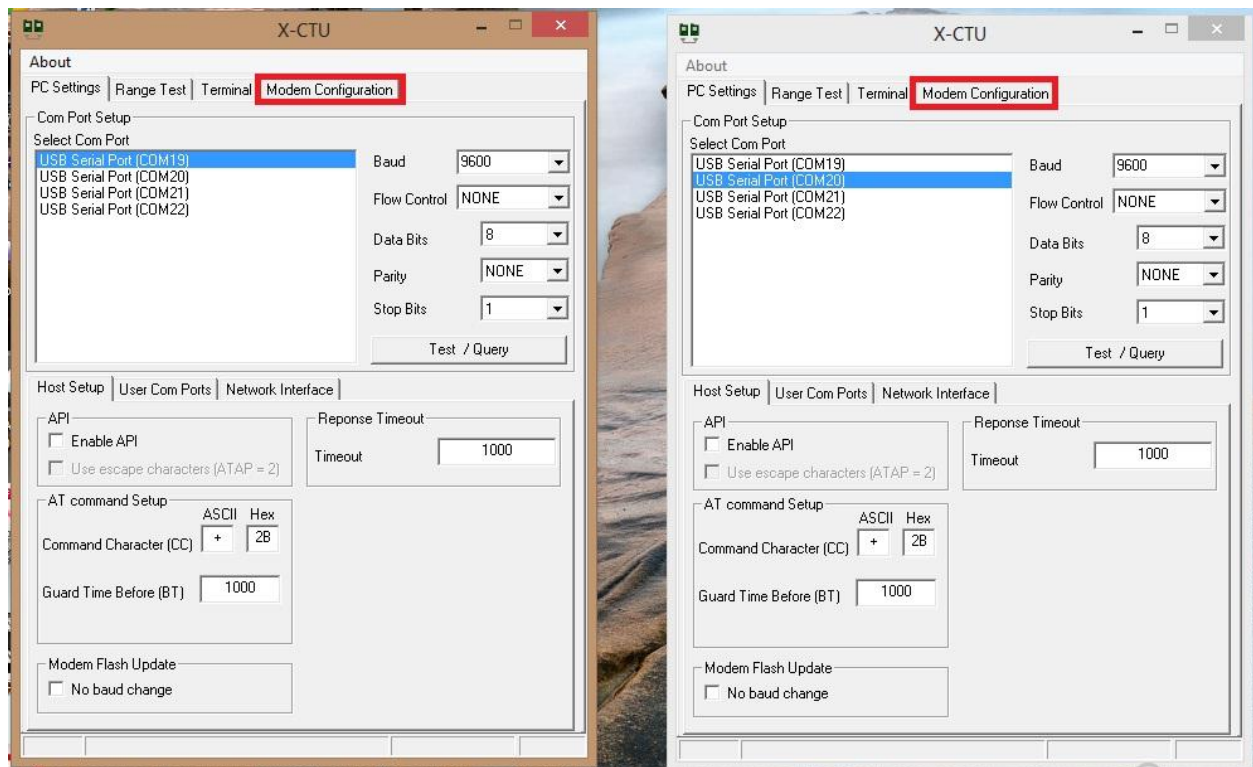 X-CTU
About
PC Settings Range Test Terminal Modem Configuration
Com Port Setup
Select Com Port
USB Serial Port (COM19)
USB Serial Port (COM20)
USB Serial Port (COM21)
USB Serial Port (COM22)
Baud 9600
Flow Control NONE
Data Bits 8
Parity NONE
Stop Bits 1
Test / Query
Host Setup User Com Ports Network Interface
API
Enable API
Use escape characters (ATAP = 2)
Reponse Timeout
Timeout 1000
AT command Setup
ASCII Hex
Command Character (CC) + 2B
Guard Time Before (BT) 1000
Modem Flash Update
No baud change
X-CTU
About
PC Settings Range Test Terminal Modem Configuration
Com Port Setup
Select Com Port
USB Serial Port (COM19)
USB Serial Port (COM20)
USB Serial Port (COM21)
USB Serial Port (COM22)
Baud 9600
Flow Control NONE
Data Bits 8
Parity NONE
Stop Bits 1
Test / Query
Host Setup User Com Ports Network Interface
API
Enable API
Use escape characters (ATAP = 2)
Reponse Timeout
Timeout 1000
AT command Setup
ASCII Hex
Command Character (CC) + 2B
Guard Time Before (BT) 1000
Modem Flash Update
No baud change